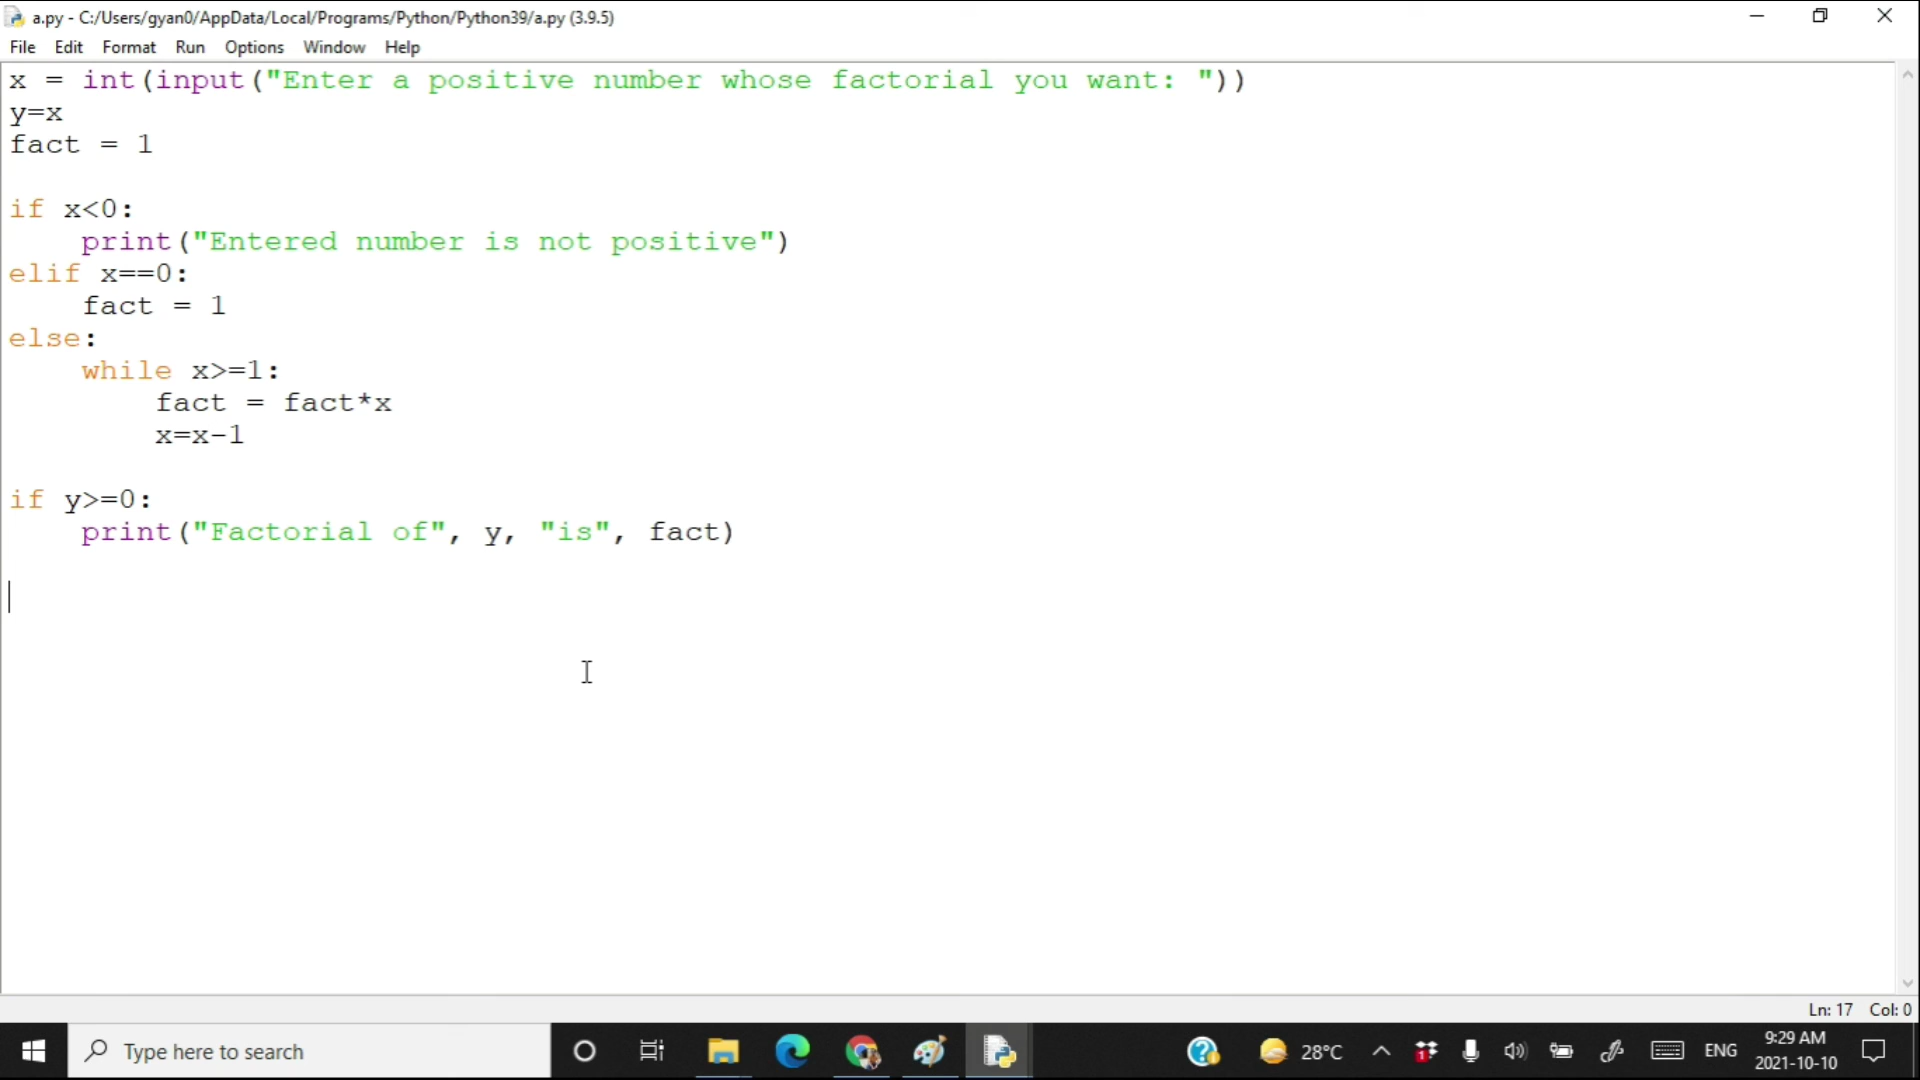 a.py - C:/Users/gyan0/AppData/Local/Programs/Python/Python39/a.py (3.9.5)
File Edit Format Run Options Window Help
x = int(input("Enter a positive number whose factorial you want: "))
y=x
fact = 1
if x<0:
    print("Entered number is not positive")
elif x==0:
    fact = 1
else:
    while x>=1:
        fact = fact*x
        x=x-1
if y>=0:
    print("Factorial of", y, "is", fact)
Ln: 17 Col: 0
Type here to search
1
28°C
ENG
9:29 AM
2021-10-10